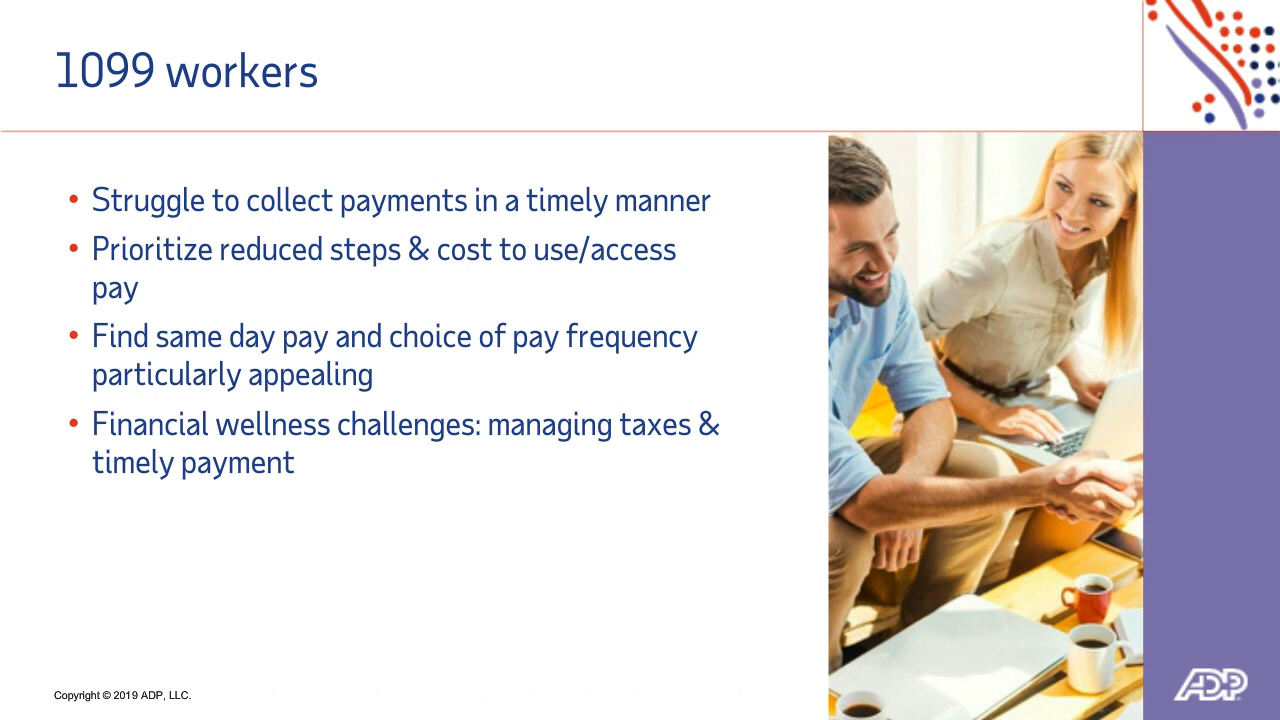 1099 workers
• Struggle to collect payments in a timely manner
• Prioritize reduced steps & cost to use/access
pay
• Find same day pay and choice of pay frequency
particularly appealing
• Financial wellness challenges: managing taxes &
timely payment
Copyright © 2019 ADP, LLC.
ADP